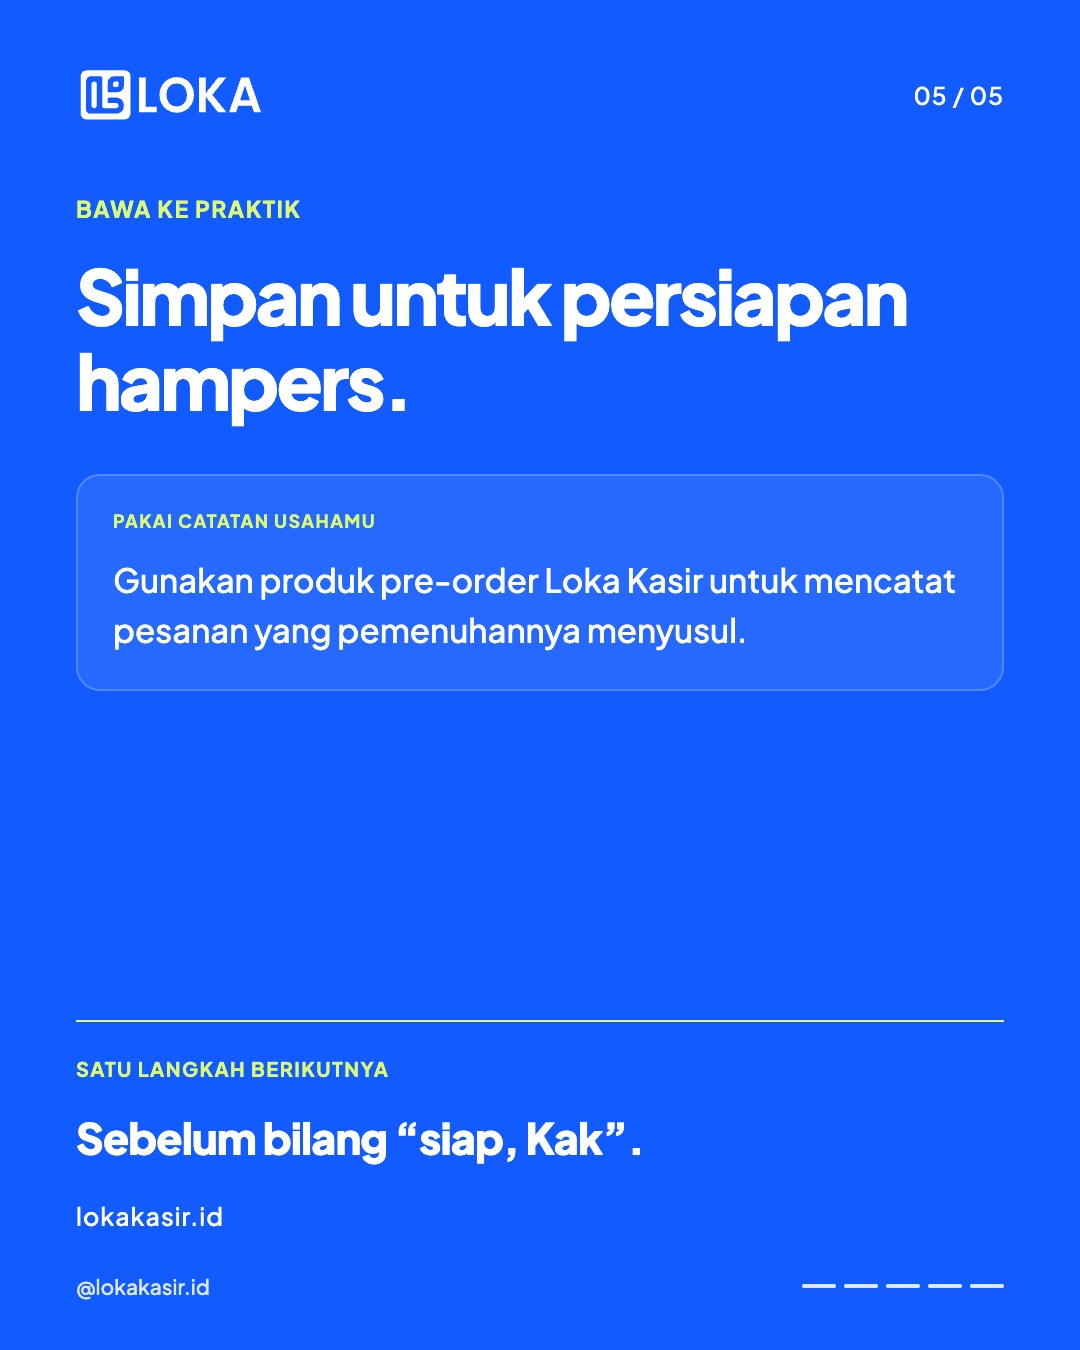 LOKA
05 / 05
BAWA KE PRAKTIK
Simpan untuk persiapan
hampers.
PAKAI CATATAN USAHAMU
Gunakan produk pre-order Loka Kasir untuk mencatat
pesanan yang pemenuhannya menyusul.
SATU LANGKAH BERIKUTNYA
Sebelum bilang “siap, Kak”.
lokakasir.id
@lokakasir.id